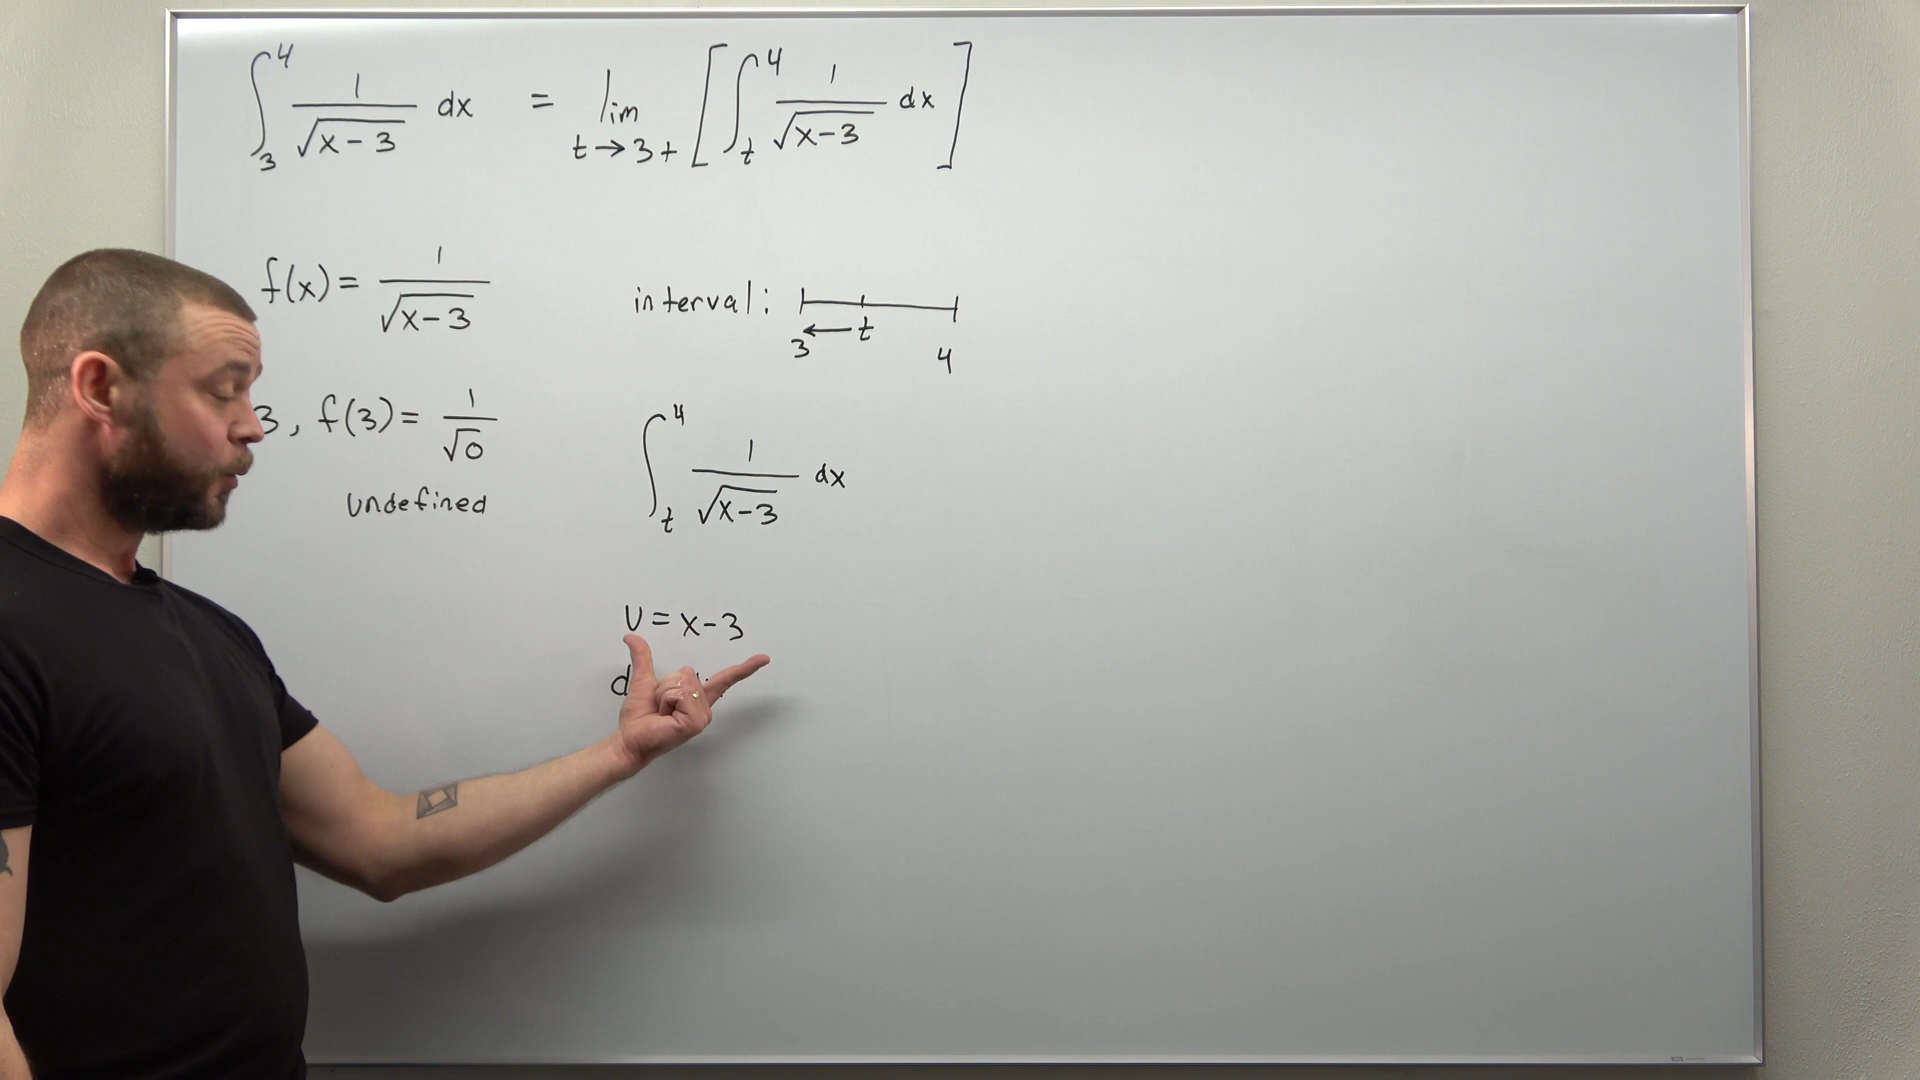 ∫₃⁴ 1/√(x-3) dx = lim t→3+ [∫ₜ⁴ 1/√(x-3) dx]
f(x) = 1/√(x-3)
interval: 3 ← t 4
3, f(3) = 1/√0
undefined
∫ₜ⁴ 1/√(x-3) dx
u = x-3
d